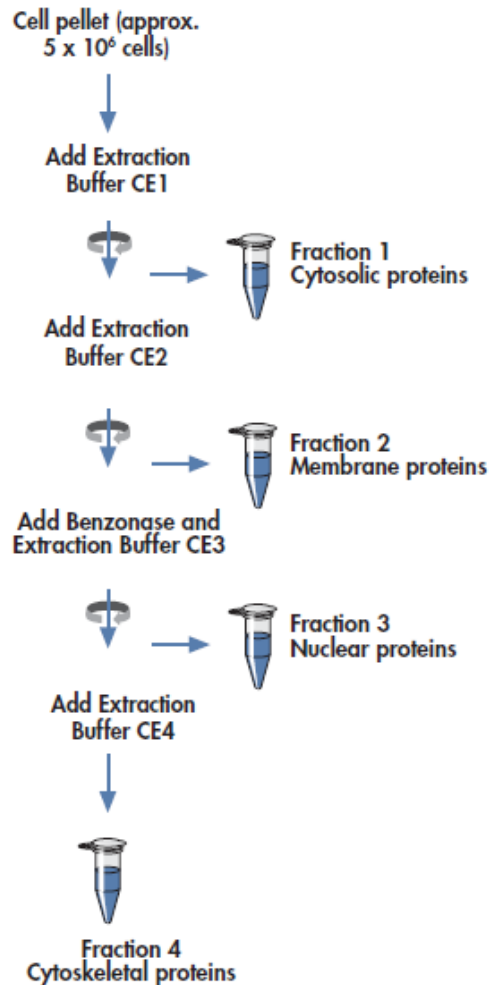 Cell pellet (approx.
5 x 10⁶ cells)
Add Extraction
Buffer CE1
Fraction 1
Cytosolic proteins
Add Extraction
Buffer CE2
Fraction 2
Membrane proteins
Add Benzonase and
Extraction Buffer CE3
Fraction 3
Nuclear proteins
Add Extraction
Buffer CE4
Fraction 4
Cytoskeletal proteins